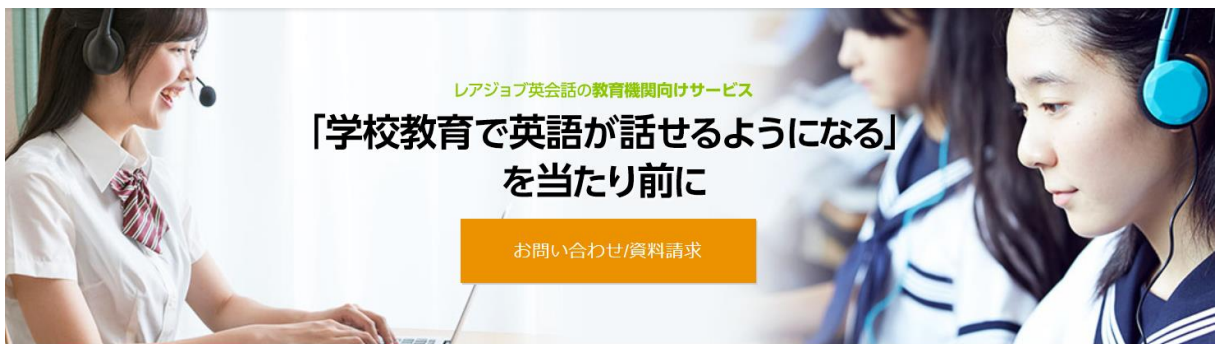 レアジョブ英会話の教育機関向けサービス
「学校教育で英語が話せるようになる」
を当たり前に
お問い合わせ/資料請求